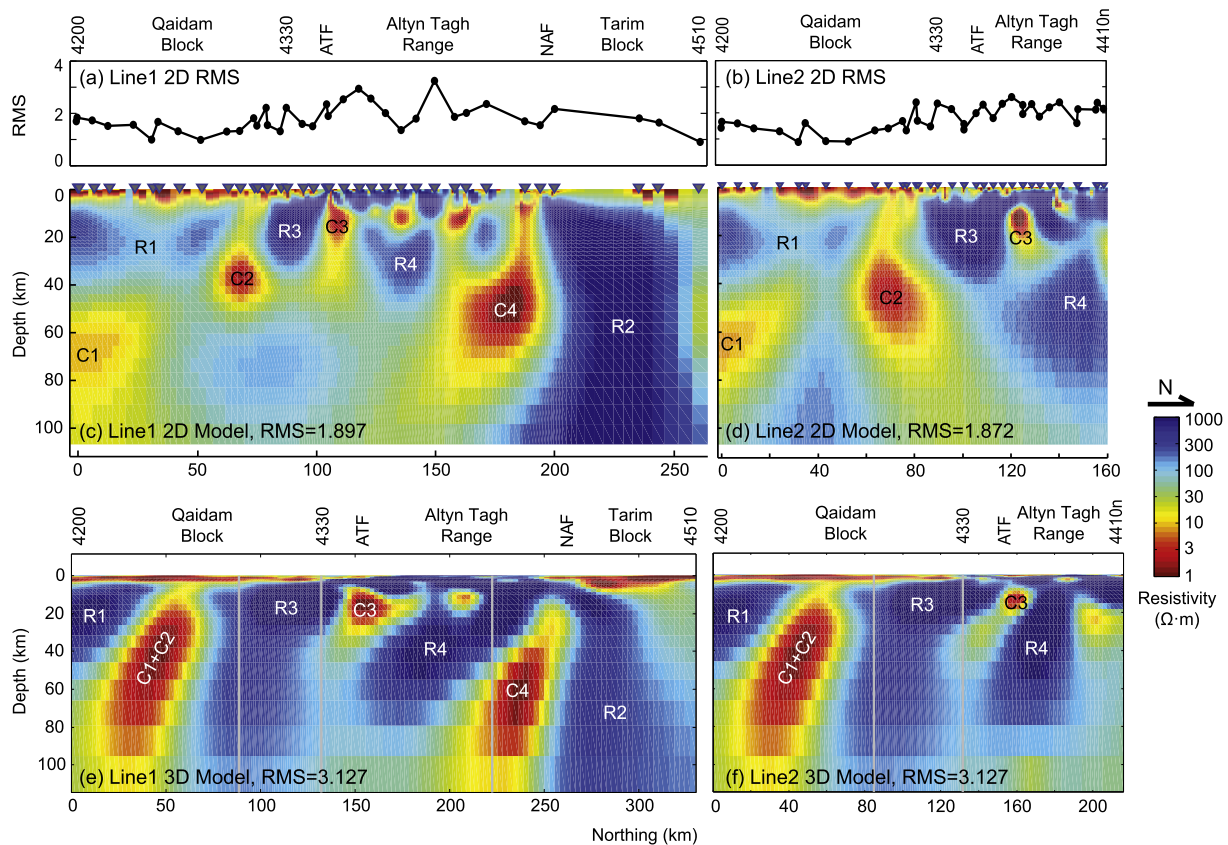 4200
Qaidam
Block
4330
ATF
Altyn Tagh
Range
NAF
Tarim
Block
4510
4200
Qaidam
Block
4330
ATF
Altyn Tagh
Range
4410n
RMS
4
2
0
(a) Line1 2D RMS
(b) Line2 2D RMS
Depth (km)
0
20
40
60
80
100
R1
C1
C2
R3
C3
R4
C4
R2
(c) Line1 2D Model, RMS=1.897
0
50
100
150
200
250
R1
C1
C2
R3
C3
R4
(d) Line2 2D Model, RMS=1.872
0
40
80
120
160
N
1000
300
100
30
10
3
1
Resistivity
(Ω·m)
4200
Qaidam
Block
4330
ATF
Altyn Tagh
Range
NAF
Tarim
Block
4510
4200
Qaidam
Block
4330
ATF
Altyn Tagh
Range
4410n
Depth (km)
0
20
40
60
80
100
R1
C1+C2
R3
C3
R4
C4
R2
(e) Line1 3D Model, RMS=3.127
0
50
100
150
200
250
300
R1
C1+C2
R3
C3
R4
(f) Line2 3D Model, RMS=3.127
0
40
80
120
160
200
Northing (km)